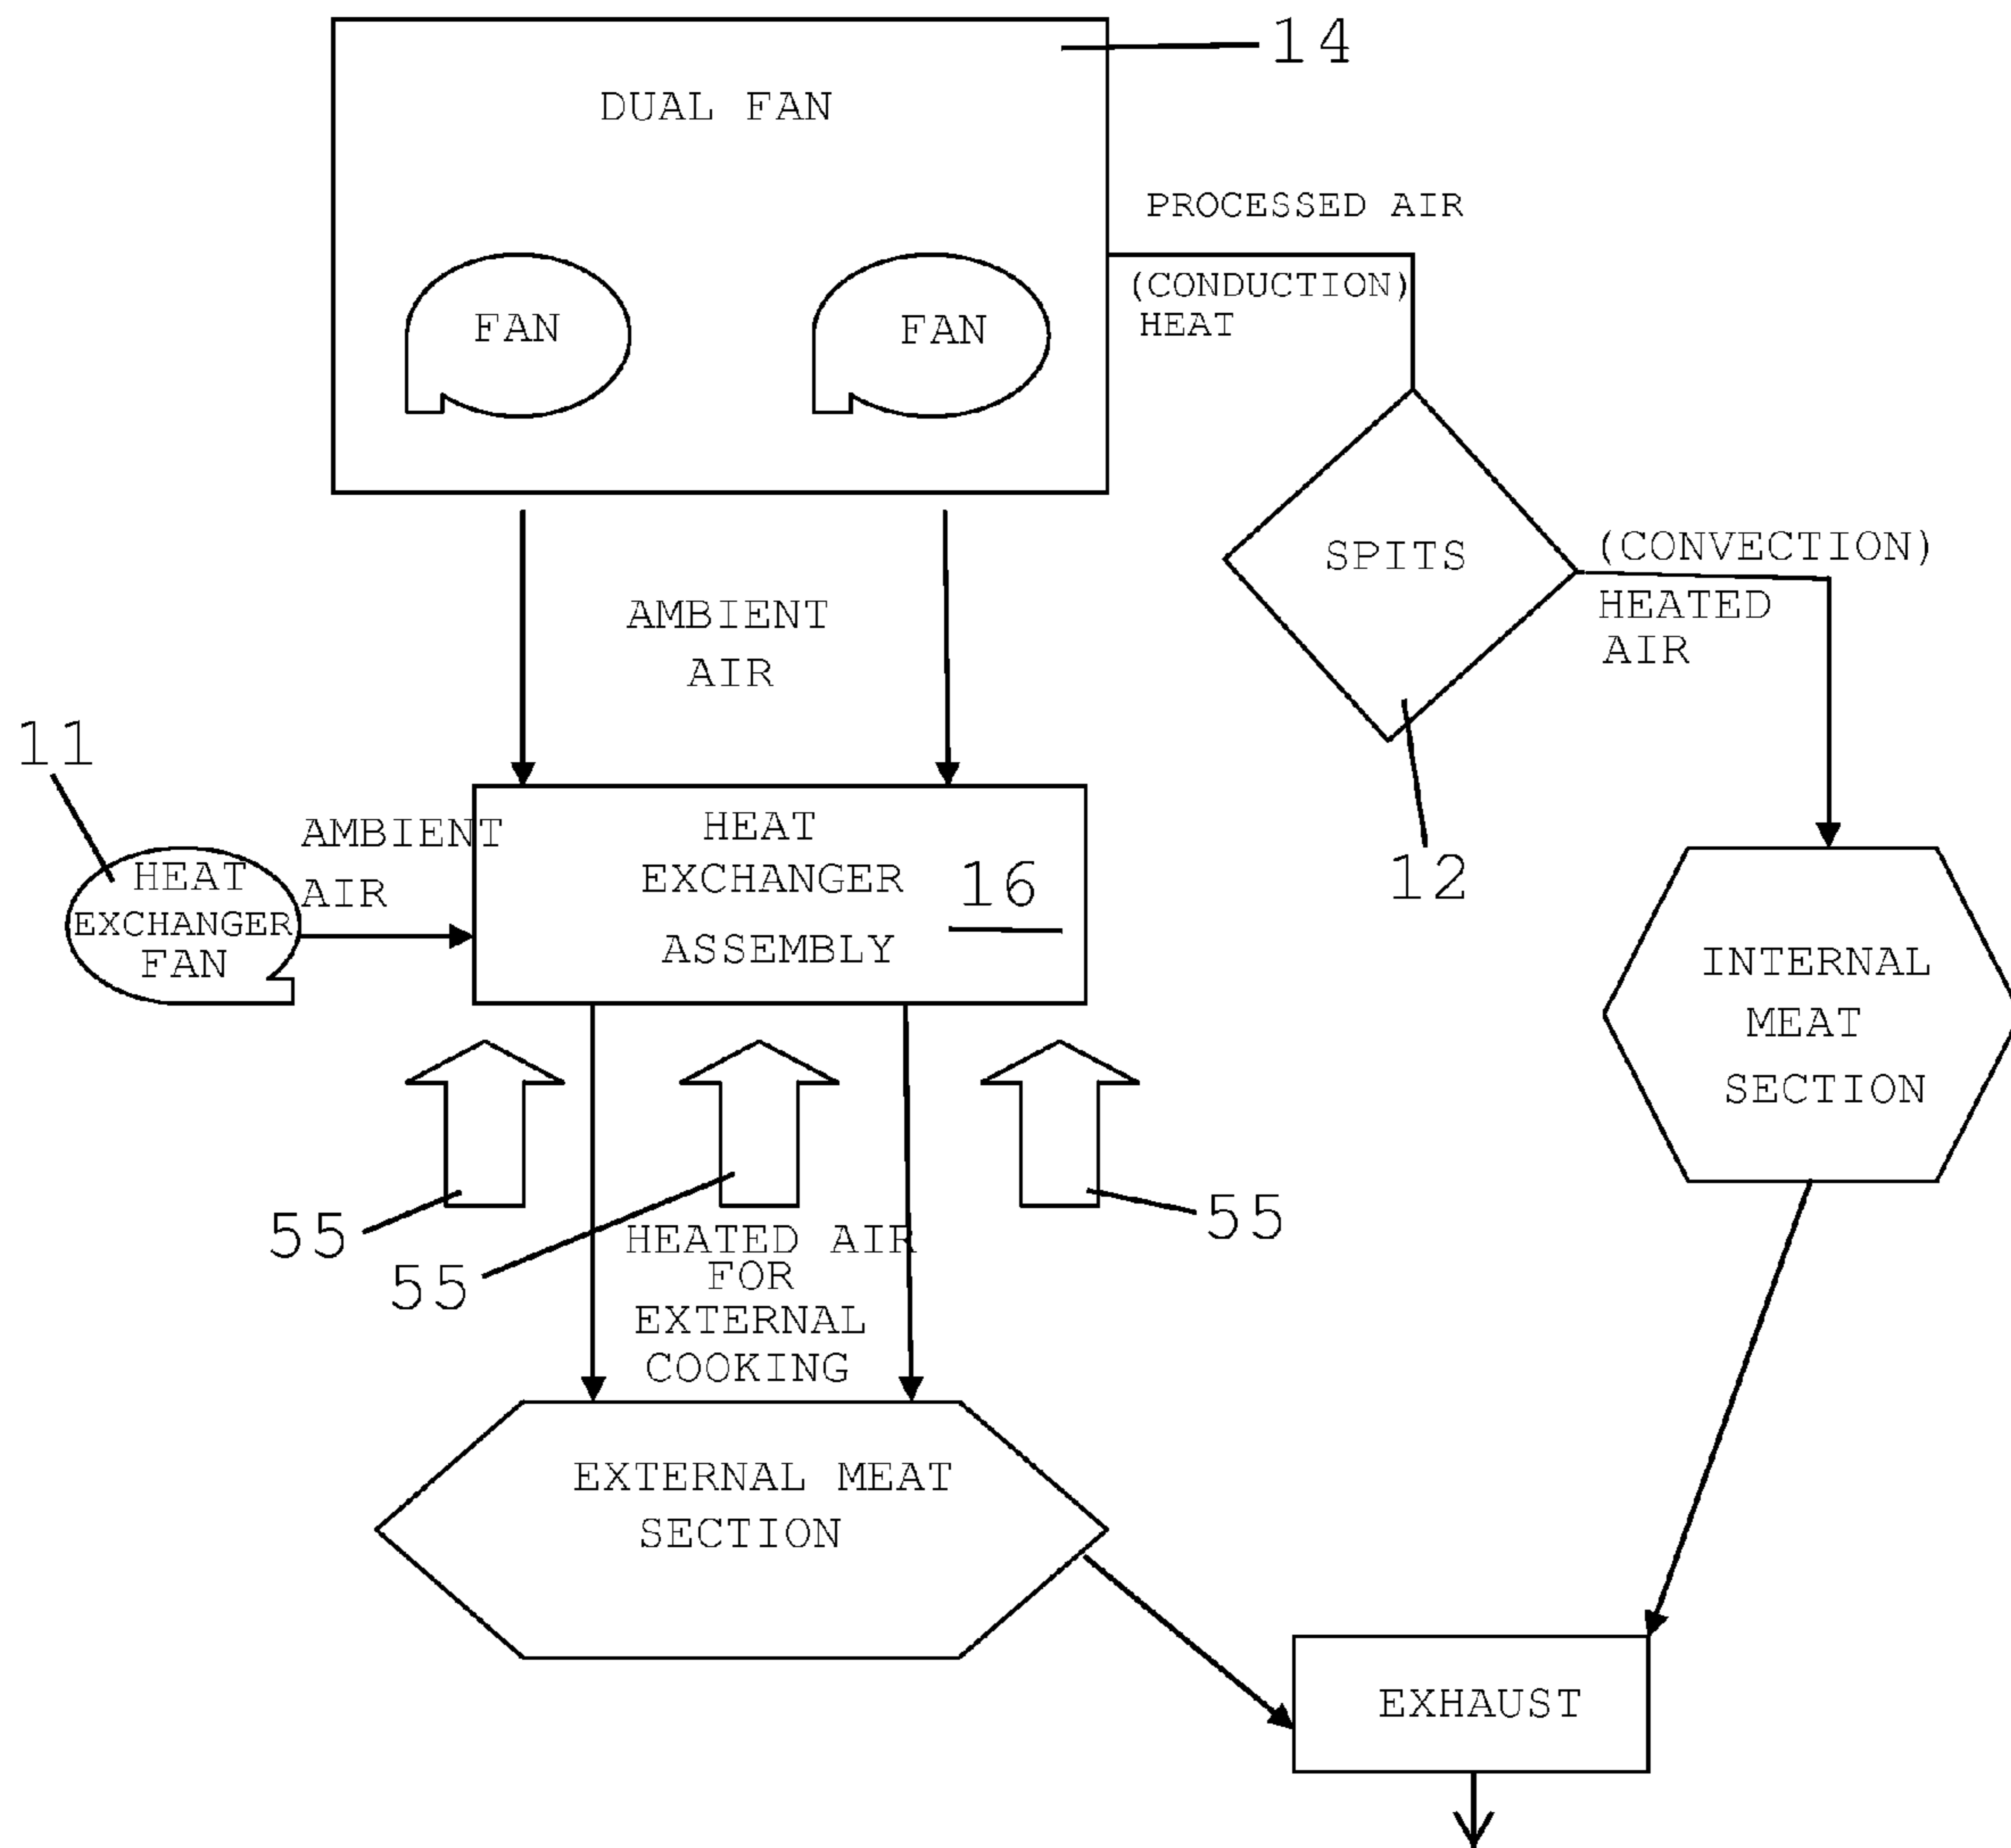 14
DUAL FAN
PROCESSED AIR
(CONDUCTION)
HEAT
FAN
FAN
SPITS
(CONVECTION)
HEATED
AIR
12
AMBIENT
AIR
11
HEAT
EXCHANGER
FAN
AMBIENT
AIR
HEAT
EXCHANGER
ASSEMBLY
16
INTERNAL
MEAT
SECTION
55
55
55
HEATED AIR
FOR
EXTERNAL
COOKING
EXTERNAL MEAT
SECTION
EXHAUST